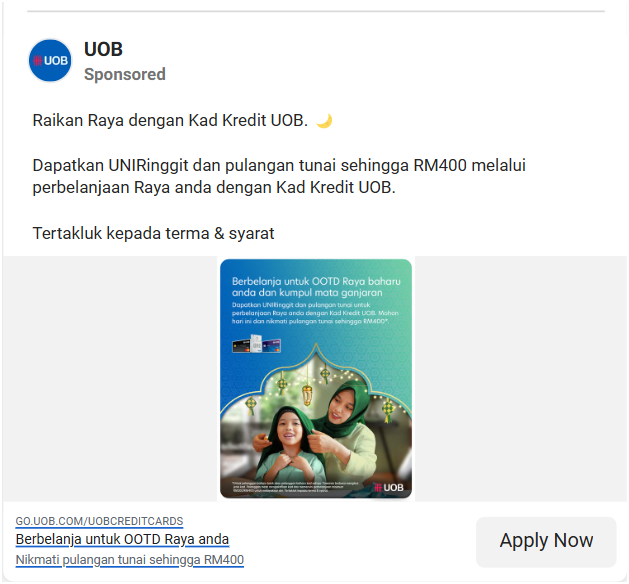 UOB
UOB
Sponsored
Raikan Raya dengan Kad Kredit UOB. 🌙
Dapatkan UNIRinggit dan pulangan tunai sehingga RM400 melalui
perbelanjaan Raya anda dengan Kad Kredit UOB.
Tertakluk kepada terma & syarat
Berbelanja untuk OOTD Raya baharu
anda dan kumpul mata ganjaran
Dapatkan UNIRinggit dan pulangan tunai untuk
perbelanjaan Raya anda dengan Kad Kredit UOB. Mohon
hari ini dan nikmati pulangan tunai sehingga RM400*.
UOB
GO.UOB.COM/UOBCREDITCARDS
Berbelanja untuk OOTD Raya anda
Nikmati pulangan tunai sehingga RM400
Apply Now